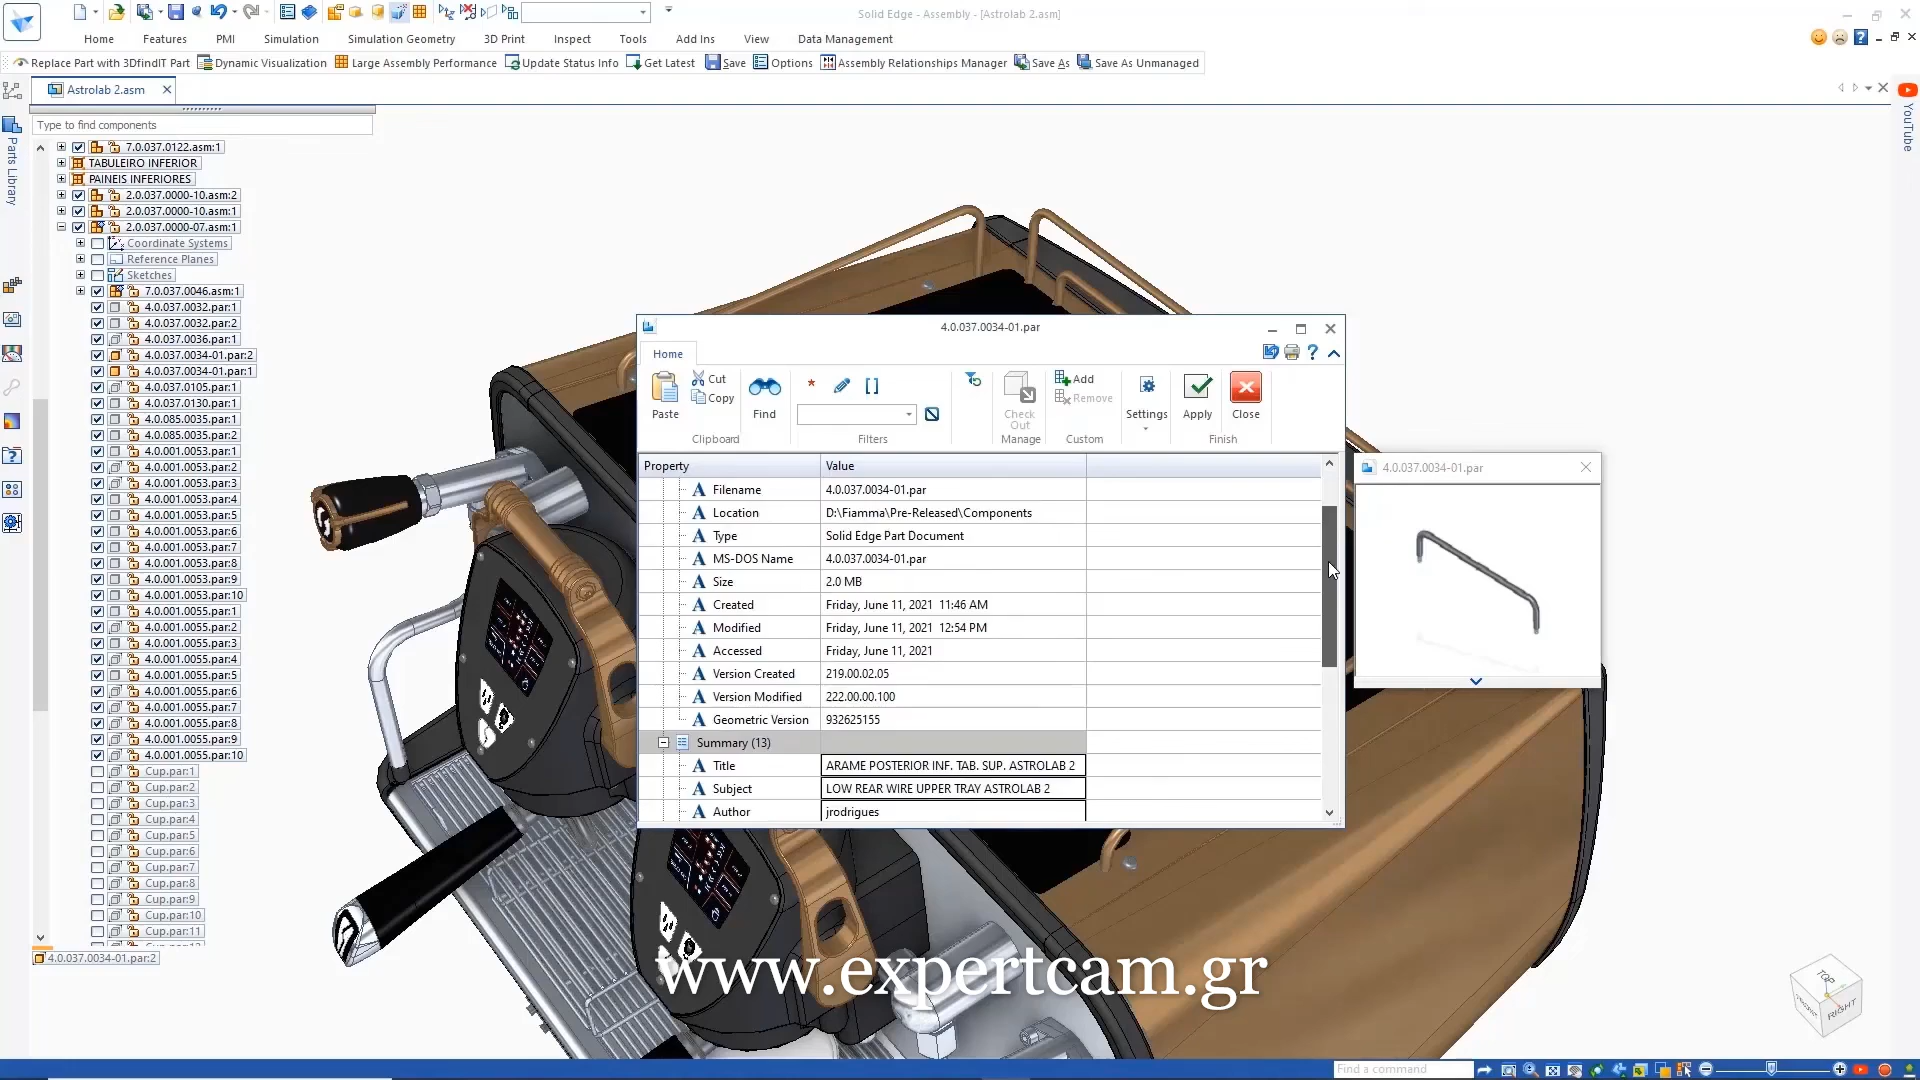 Solid Edge - Assembly - [Astrolab 2.asm]
Home Features PMI Simulation Simulation Geometry 3D Print Inspect Tools Add Ins View Data Management
Replace Part with 3DfindIT Part Dynamic Visualization Large Assembly Performance Update Status Info Get Latest Save Options Assembly Relationships Manager Save As Save As Unmanaged
Astrolab 2.asm
YouTube
Parts Library
Type to find components
7.0.037.0122.asm:1
TABULEIRO INFERIOR
PAINEIS INFERIORES
2.0.037.0000-10.asm:2
2.0.037.0000-10.asm:1
2.0.037.0000-07.asm:1
Coordinate Systems
Reference Planes
Sketches
7.0.037.0046.asm:1
4.0.037.0032.par:1
4.0.037.0032.par:2
4.0.037.0036.par:1
4.0.037.0034-01.par:2
4.0.037.0034-01.par:1
4.0.037.0105.par:1
4.0.037.0130.par:1
4.0.085.0035.par:1
4.0.085.0035.par:2
4.0.001.0053.par:1
4.0.001.0053.par:2
4.0.001.0053.par:3
4.0.001.0053.par:4
4.0.001.0053.par:5
4.0.001.0053.par:6
4.0.001.0053.par:7
4.0.001.0053.par:8
4.0.001.0053.par:9
4.0.001.0053.par:10
4.0.001.0055.par:1
4.0.001.0055.par:2
4.0.001.0055.par:3
4.0.001.0055.par:4
4.0.001.0055.par:5
4.0.001.0055.par:6
4.0.001.0055.par:7
4.0.001.0055.par:8
4.0.001.0055.par:9
4.0.001.0055.par:10
Cup.par:1
Cup.par:2
Cup.par:3
Cup.par:4
Cup.par:5
Cup.par:6
Cup.par:7
Cup.par:8
Cup.par:9
Cup.par:10
Cup.par:11
4.0.037.0034-01.par:2
4.0.037.0034-01.par
Home
Paste Cut Copy Find Check Out Add Remove Settings Apply Close
Clipboard Filters Manage Custom Finish
Property Value
Filename 4.0.037.0034-01.par
Location D:\Fiamma\Pre-Released\Components
Type Solid Edge Part Document
MS-DOS Name 4.0.037.0034-01.par
Size 2.0 MB
Created Friday, June 11, 2021 11:46 AM
Modified Friday, June 11, 2021 12:54 PM
Accessed Friday, June 11, 2021
Version Created 219.00.02.05
Version Modified 222.00.00.100
Geometric Version 932625155
Summary (13)
Title ARAME POSTERIOR INF. TAB. SUP. ASTROLAB 2
Subject LOW REAR WIRE UPPER TRAY ASTROLAB 2
Author jrodrigues
4.0.037.0034-01.par
www.expertcam.gr
TOP
RIGHT
Find a command